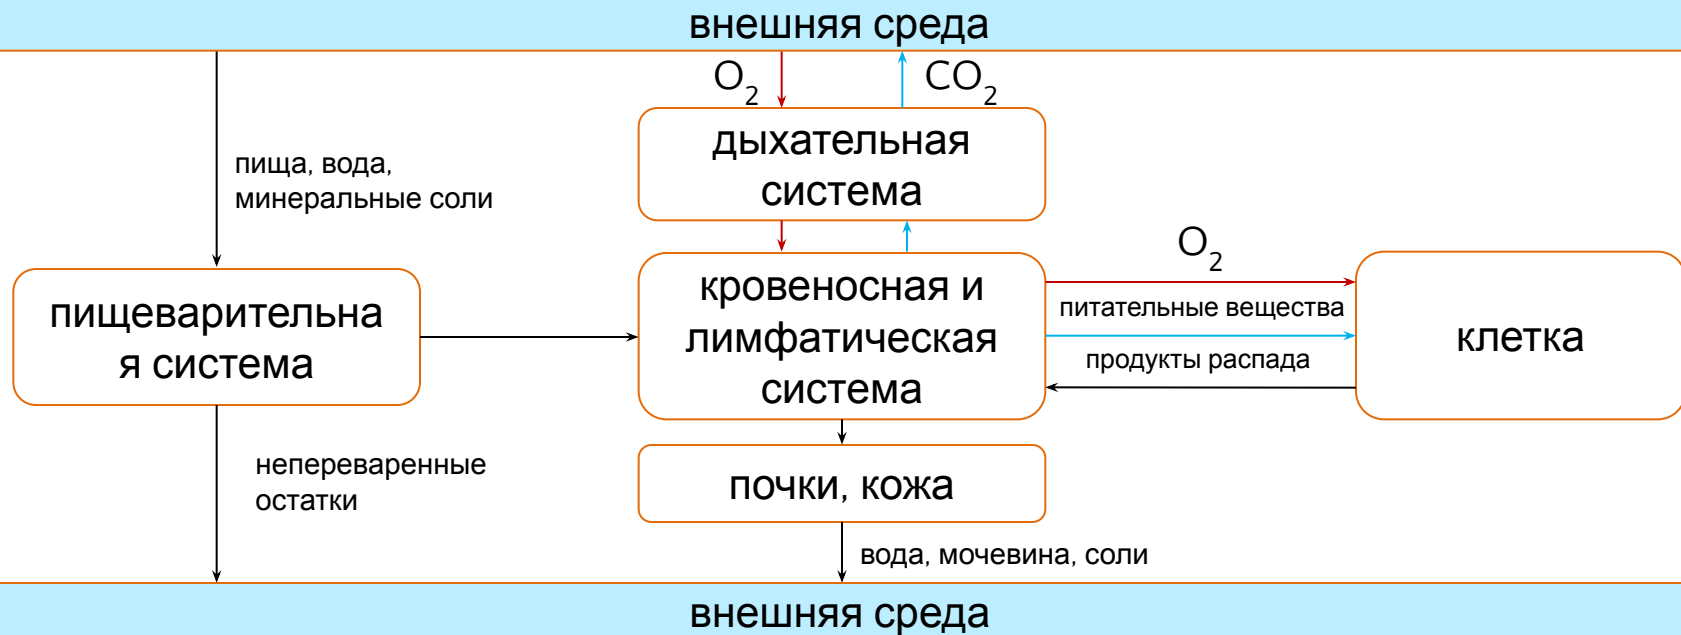 внешняя среда
O2
CO2
дыхательная
система
пища, вода,
минеральные соли
пищеварительна
я система
кровеносная и
лимфатическая
система
O2
питательные вещества
продукты распада
клетка
непереваренные
остатки
почки, кожа
вода, мочевина, соли
внешняя среда